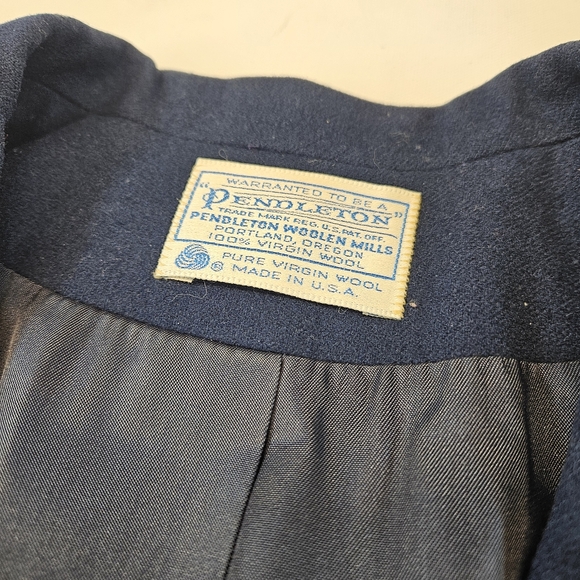 WARRANTED TO BE A
"PENDLETON"
TRADE MARK REG. U.S. PAT. OFF.
PENDLETON WOOLEN MILLS
PORTLAND, OREGON
100% VIRGIN WOOL
PURE VIRGIN WOOL
® MADE IN U.S.A.